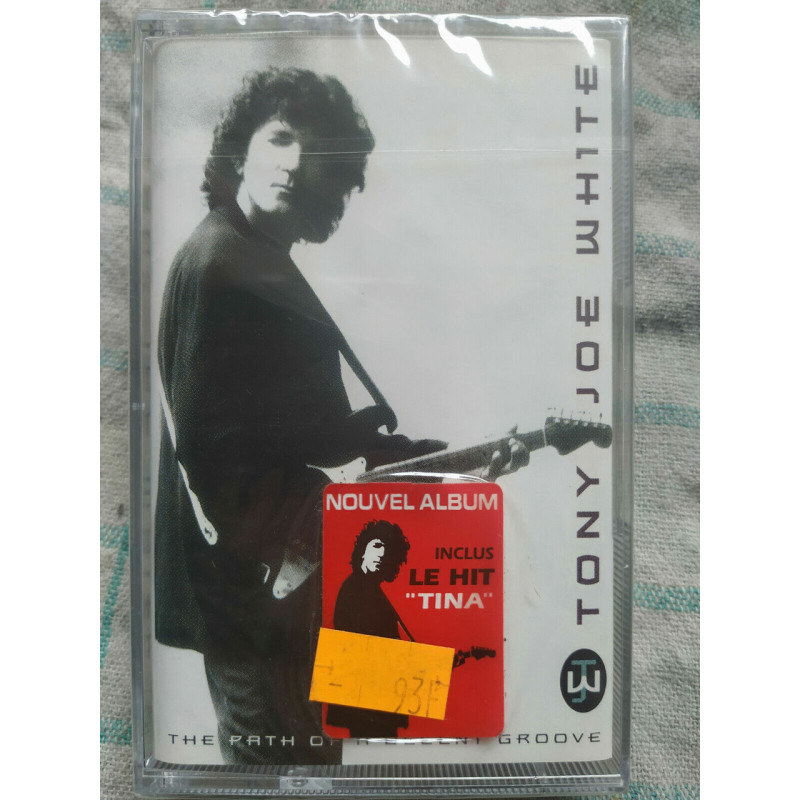 TONY JOE WHITE
NOUVEL ALBUM
INCLUS
LE HIT
"TINA"
- 93F
TJW
THE PATH OF A GROOVE